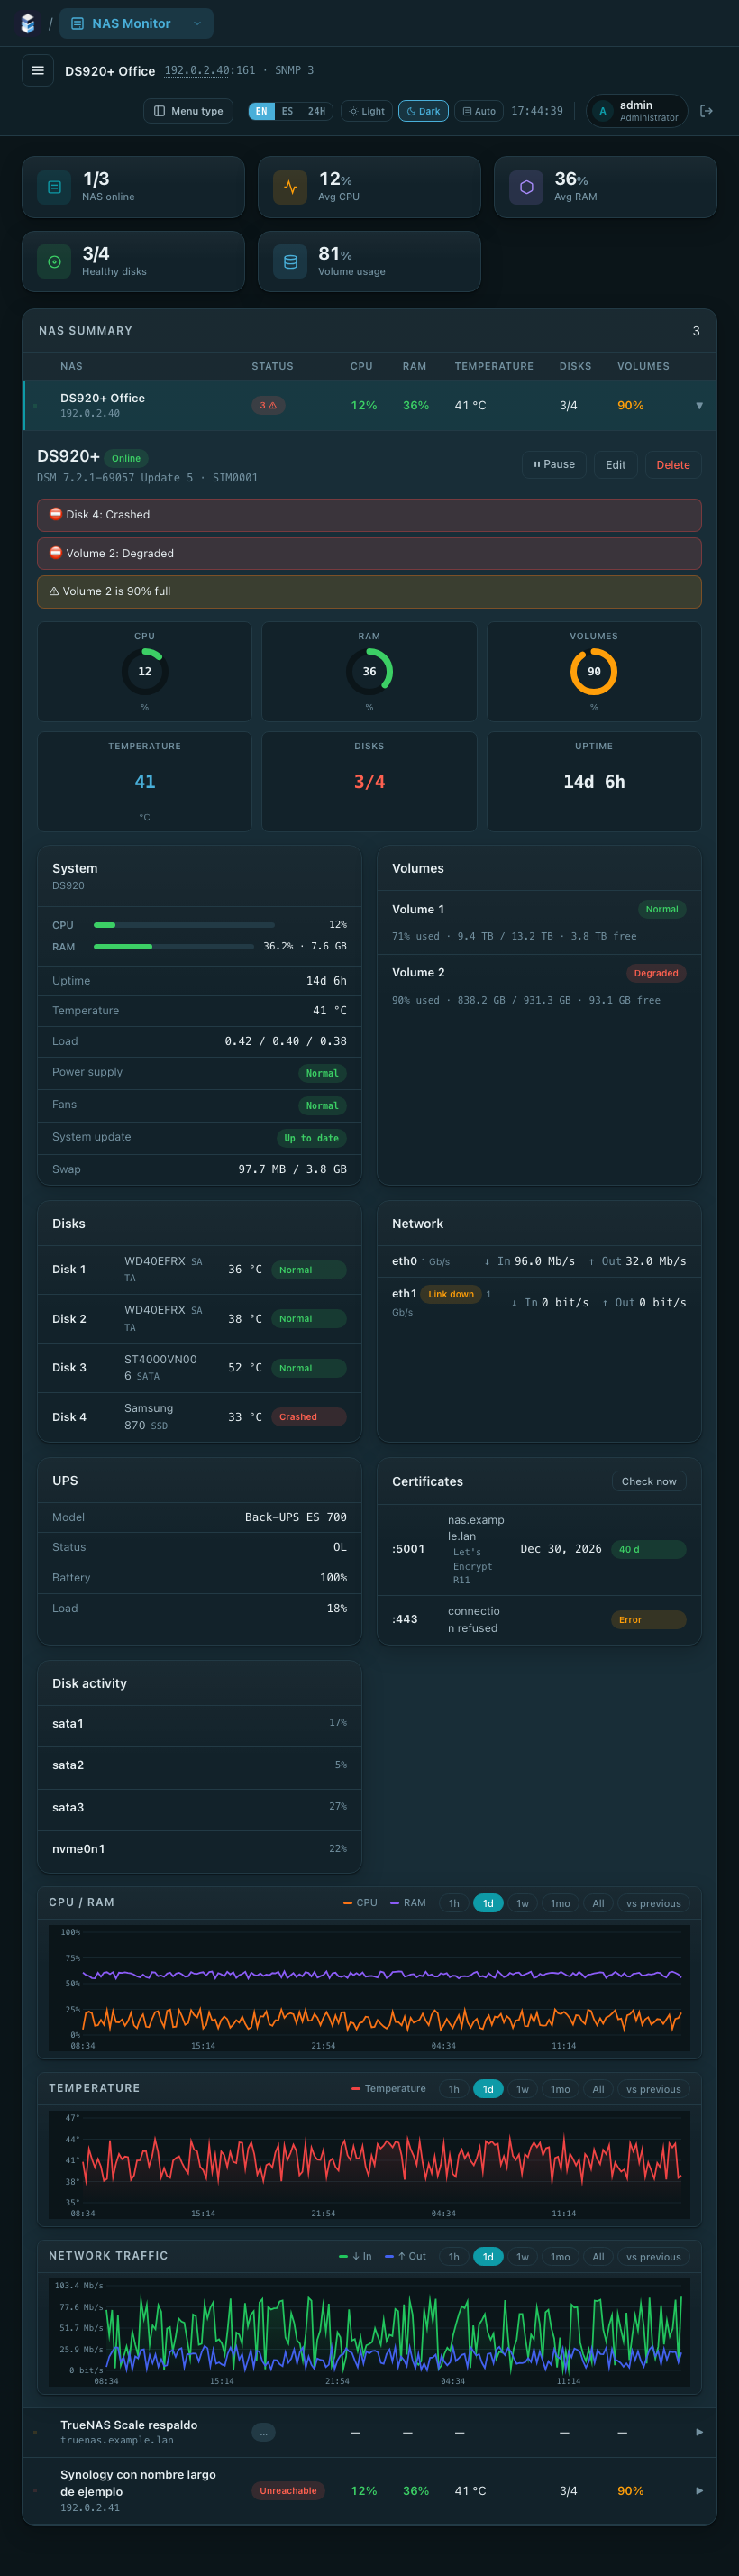 / NAS Monitor
DS920+ Office 192.0.2.40:161 · SNMP 3
Menu type EN ES 24H Light Dark Auto 17:44:39 A admin
Administrator
1/3
NAS online
12%
Avg CPU
36%
Avg RAM
3/4
Healthy disks
81%
Volume usage
NAS SUMMARY 3
NAS STATUS CPU RAM TEMPERATURE DISKS VOLUMES
DS920+ Office
192.0.2.40
3 ⚠ 12% 36% 41 °C 3/4 90% ▼
DS920+ Online
DSM 7.2.1-69057 Update 5 · SIM0001
Pause Edit Delete
⛔ Disk 4: Crashed
⛔ Volume 2: Degraded
⚠ Volume 2 is 90% full
CPU
12
%
RAM
36
%
VOLUMES
90
%
TEMPERATURE
41
°C
DISKS
3/4
UPTIME
14d 6h
System
DS920
CPU 12%
RAM 36.2% · 7.6 GB
Uptime 14d 6h
Temperature 41 °C
Load 0.42 / 0.40 / 0.38
Power supply Normal
Fans Normal
System update Up to date
Swap 97.7 MB / 3.8 GB
Volumes
Volume 1 Normal
71% used · 9.4 TB / 13.2 TB · 3.8 TB free
Volume 2 Degraded
90% used · 838.2 GB / 931.3 GB · 93.1 GB free
Disks
Disk 1 WD40EFRX SA
TA
36 °C Normal
Disk 2 WD40EFRX SA
TA
38 °C Normal
Disk 3 ST4000VN00
6 SATA
52 °C Normal
Disk 4 Samsung
870 SSD
33 °C Crashed
Network
eth0 1 Gb/s ↓ In 96.0 Mb/s ↑ Out 32.0 Mb/s
eth1 Link down 1
Gb/s
↓ In 0 bit/s ↑ Out 0 bit/s
UPS
Model Back-UPS ES 700
Status OL
Battery 100%
Load 18%
Certificates Check now
:5001 nas.examp
le.lan
Let's
Encrypt
R11
Dec 30, 2026 40 d
:443 connectio
n refused
Error
Disk activity
sata1 17%
sata2 5%
sata3 27%
nvme0n1 22%
CPU / RAM CPU RAM 1h 1d 1w 1mo All vs previous
100%
75%
50%
25%
0%
08:34 15:14 21:54 04:34 11:14
TEMPERATURE Temperature 1h 1d 1w 1mo All vs previous
47°
44°
41°
38°
35°
08:34 15:14 21:54 04:34 11:14
NETWORK TRAFFIC ↓ In ↑ Out 1h 1d 1w 1mo All vs previous
103.4 Mb/s
77.6 Mb/s
51.7 Mb/s
25.9 Mb/s
0 bit/s
08:34 15:14 21:54 04:34 11:14
TrueNAS Scale respaldo
truenas.example.lan
… — — — — — ▶
Synology con nombre largo
de ejemplo
192.0.2.41
Unreachable 12% 36% 41 °C 3/4 90% ▶